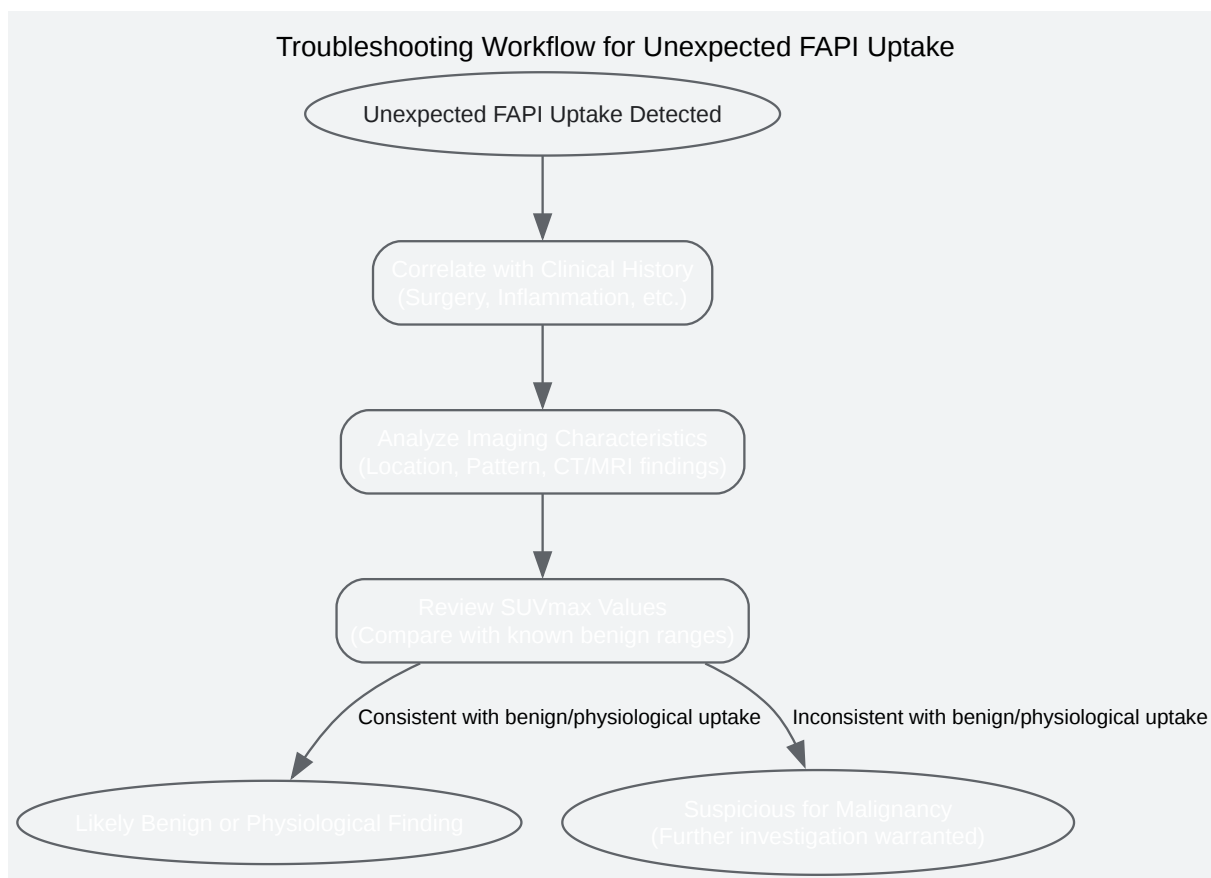 Troubleshooting Workflow for Unexpected FAPI Uptake
Unexpected FAPI Uptake Detected
Correlate with Clinical History
(Surgery, Inflammation, etc.)
Analyze Imaging Characteristics
(Location, Pattern, CT/MRI findings)
Review SUVmax Values
(Compare with known benign ranges)
Consistent with benign/physiological uptake
Inconsistent with benign/physiological uptake
Likely Benign or Physiological Finding
Suspicious for Malignancy
(Further investigation warranted)